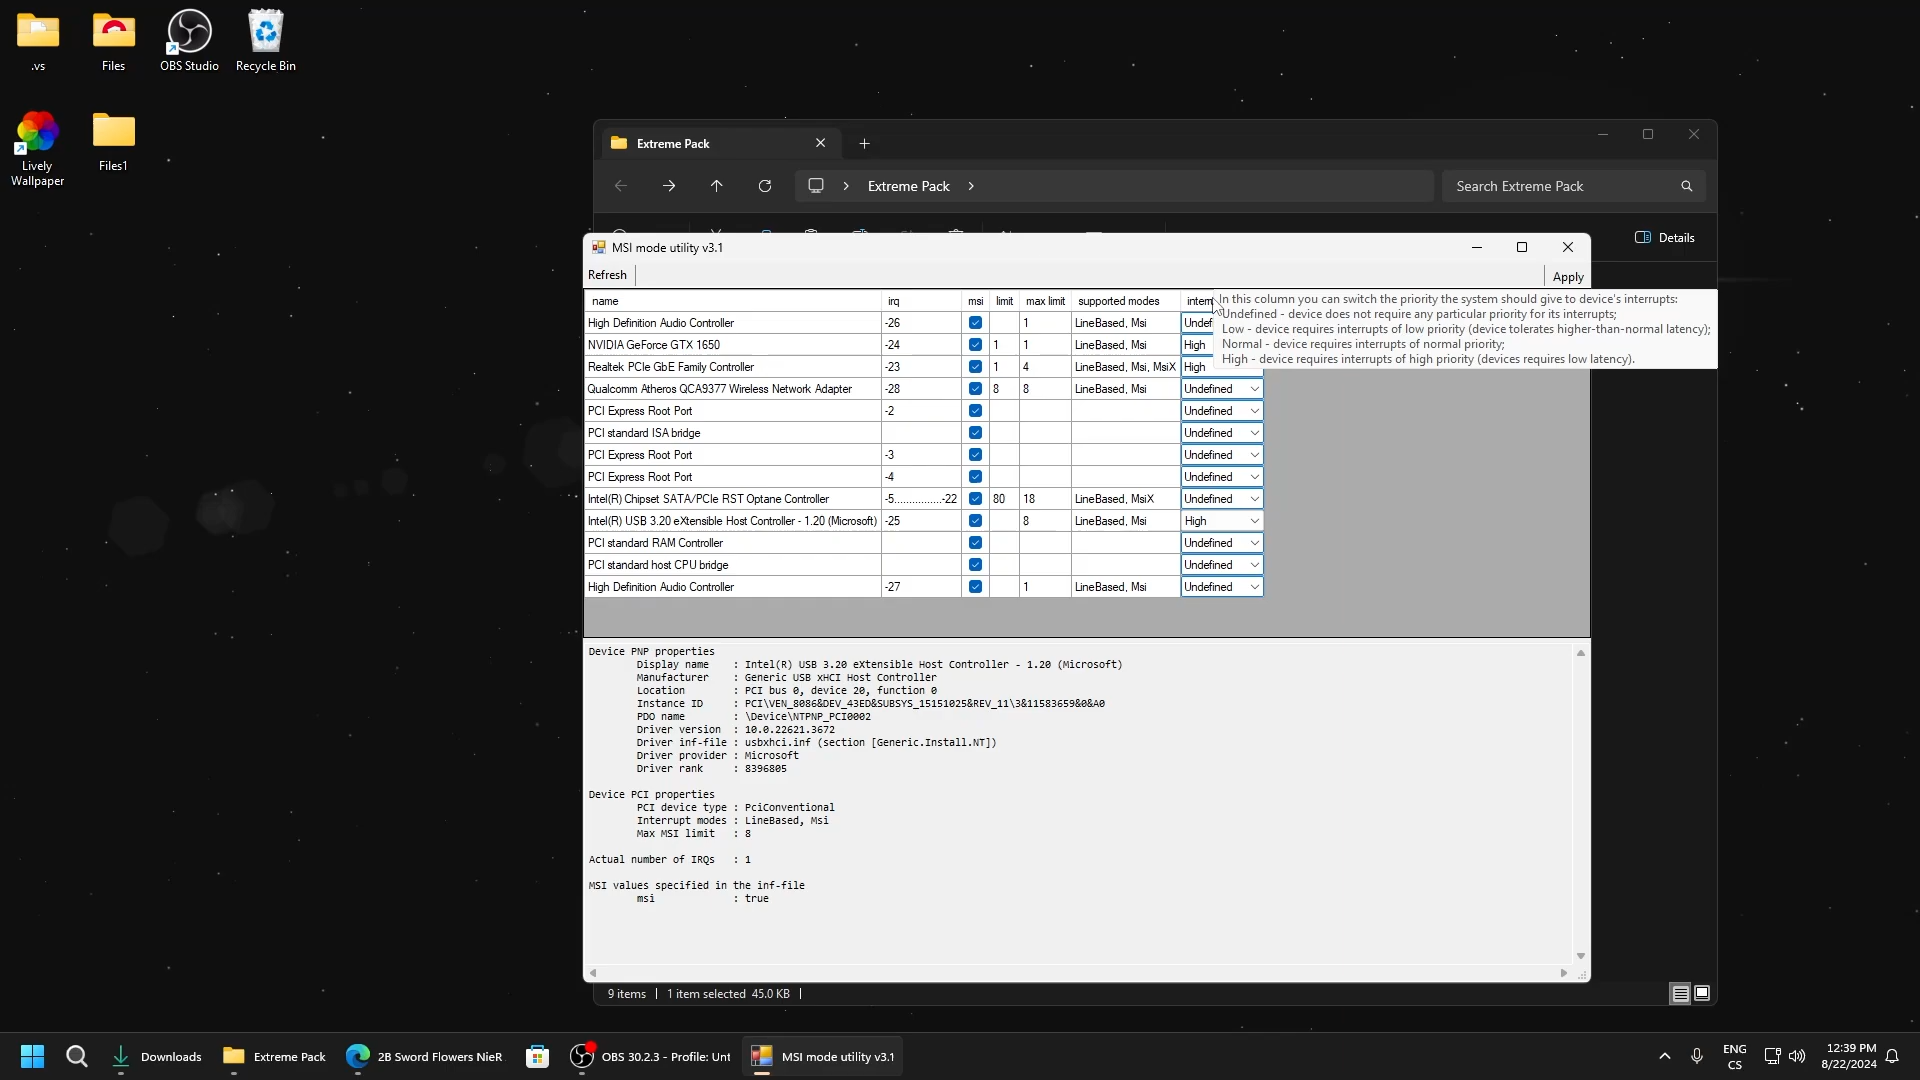 .vs
Files
OBS Studio
Recycle Bin
Lively
Wallpaper
Files1
Extreme Pack
Extreme Pack
Search Extreme Pack
Details
MSI mode utility v3.1
Refresh
Apply
name irq msi limit max limit supported modes interru
In this column you can switch the priority the system should give to device's interrupts:
Undefined - device does not require any particular priority for its interrupts;
Low - device requires interrupts of low priority (device tolerates higher-than-normal latency);
Normal - device requires interrupts of normal priority;
High - device requires interrupts of high priority (devices requires low latency).
High Definition Audio Controller -26 1 LineBased, Msi Undef
NVIDIA GeForce GTX 1650 -24 1 1 LineBased, Msi High
Realtek PCIe GbE Family Controller -23 1 4 LineBased, Msi, MsiX High
Qualcomm Atheros QCA9377 Wireless Network Adapter -28 8 8 LineBased, Msi Undefined
PCI Express Root Port -2 Undefined
PCI standard ISA bridge Undefined
PCI Express Root Port -3 Undefined
PCI Express Root Port -4 Undefined
Intel(R) Chipset SATA/PCIe RST Optane Controller -5................-22 80 18 LineBased, MsiX Undefined
Intel(R) USB 3.20 eXtensible Host Controller - 1.20 (Microsoft) -25 8 LineBased, Msi High
PCI standard RAM Controller Undefined
PCI standard host CPU bridge Undefined
High Definition Audio Controller -27 1 LineBased, Msi Undefined
Device PNP properties
Display name : Intel(R) USB 3.20 eXtensible Host Controller - 1.20 (Microsoft)
Manufacturer : Generic USB xHCI Host Controller
Location : PCI bus 0, device 20, function 0
Instance ID : PCI\VEN_8086&DEV_43ED&SUBSYS_15151025&REV_11\3&11583659&0&A0
PDO name : \Device\NTPNP_PCI0002
Driver version : 10.0.22621.3672
Driver inf-file : usbxhci.inf (section [Generic.Install.NT])
Driver provider : Microsoft
Driver rank : 8396805
Device PCI properties
PCI device type : PciConventional
Interrupt modes : LineBased, Msi
Max MSI limit : 8
Actual number of IRQs : 1
MSI values specified in the inf-file
msi : true
9 items | 1 item selected 45.0 KB |
Downloads
Extreme Pack
2B Sword Flowers NieR
OBS 30.2.3 - Profile: Unt
MSI mode utility v3.1
ENG
CS
12:39 PM
8/22/2024